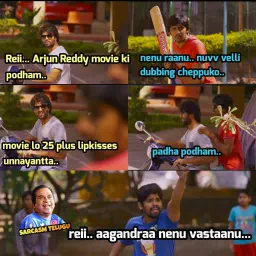 Reii... Arjun Reddy movie ki
podham..
nenu raanu.. nuvv velli
dubbing cheppuko..
movie lo 25 plus lipkisses
unnayantta..
padha podham..
SARCASM TELUGU
reii.. aagandraa nenu vastaanu...